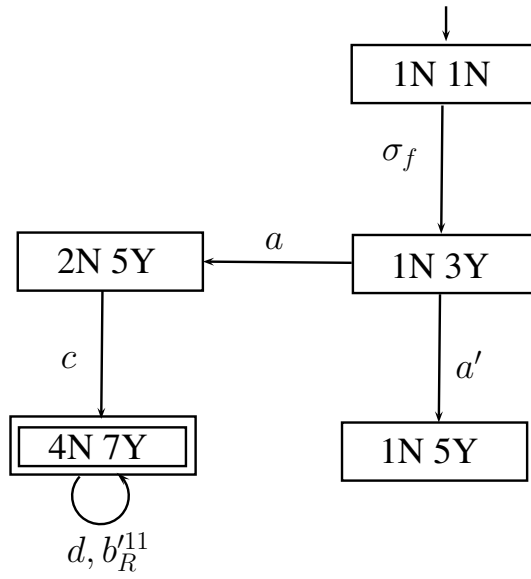 1N 1N
σ_f
a
2N 5Y
1N 3Y
c
a′
4N 7Y
1N 5Y
d, b′_R^11